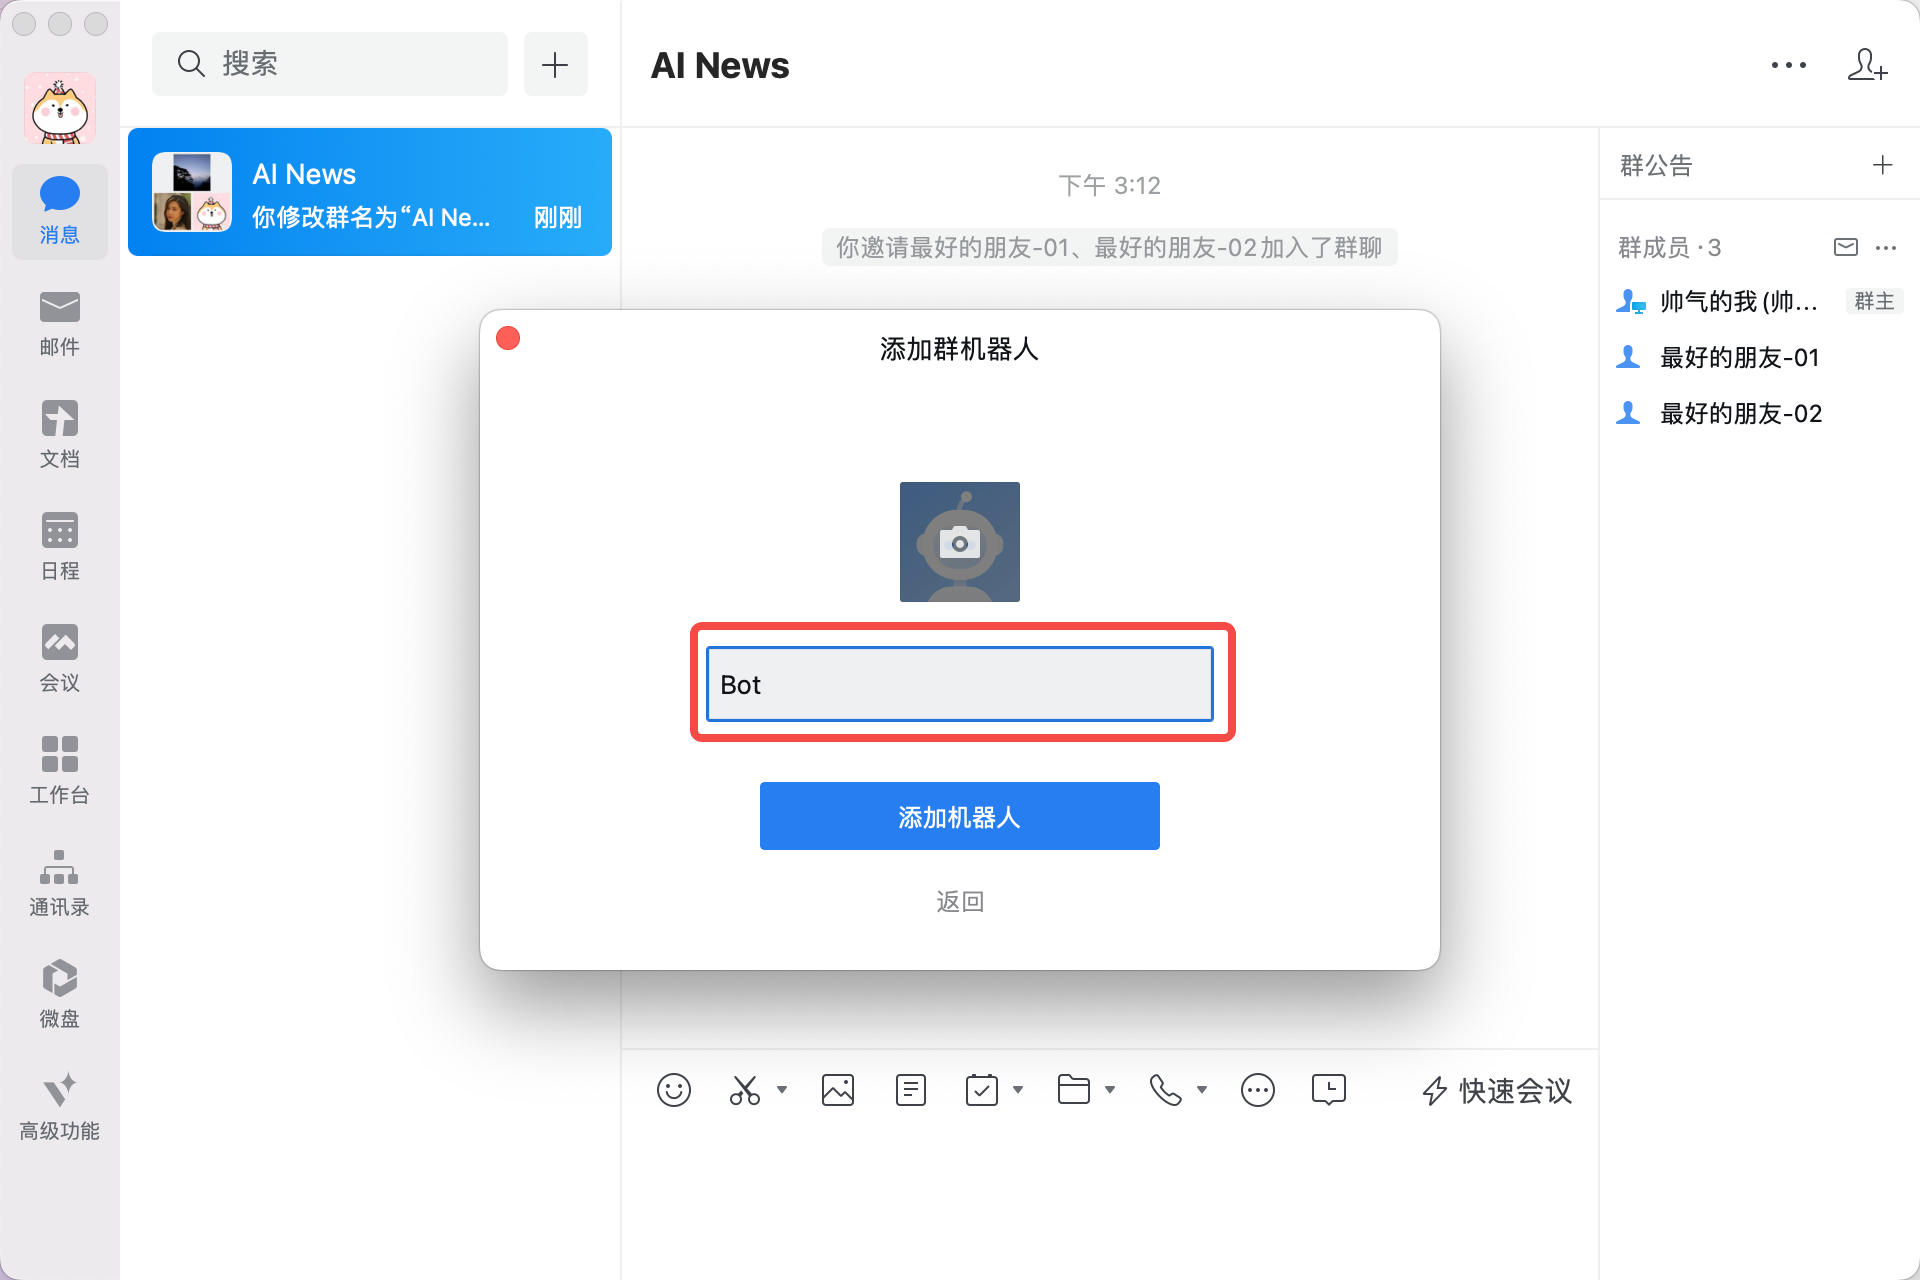 搜索
AI News
AI News
你修改群名为“AI Ne...
刚刚
消息
邮件
文档
日程
会议
工作台
通讯录
微盘
高级功能
下午 3:12
你邀请最好的朋友-01、最好的朋友-02加入了群聊
添加群机器人
Bot
添加机器人
返回
快速会议
群公告
群成员·3
帅气的我(帅... 群主
最好的朋友-01
最好的朋友-02